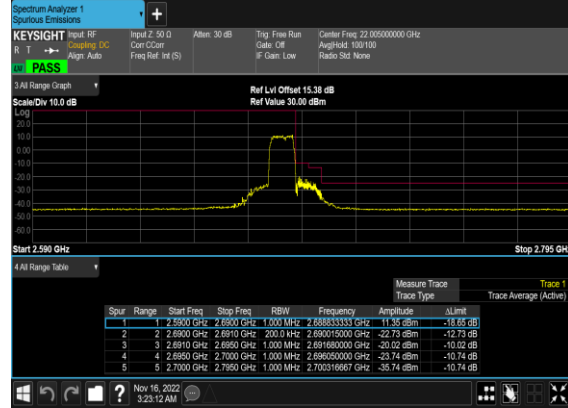 Spectrum Analyzer 1
Spurious Emissions
+
KEYSIGHT Input: RF Input Z: 50 Ω Atten: 30 dB Trig: Free Run Center Freq: 22.005000000 GHz
R T Coupling: DC Corr CCorr Gate: Off Avg|Hold: 100/100
Align: Auto Freq Ref: Int (S) IF Gain: Low Radio Std: None
PASS
3 All Range Graph Ref Lvl Offset 15.38 dB
Scale/Div 10.0 dB Ref Value 30.00 dBm
Log
20.0
10.0
0.00
-10.0
-20.0
-30.0
-40.0
-50.0
-60.0
Start 2.590 GHz Stop 2.795 GH
4 All Range Table
Measure Trace Trace 1
Trace Type Trace Average (Active)
Spur Range Start Freq Stop Freq RBW Frequency Amplitude ΔLimit
1 1 2.5900 GHz 2.6900 GHz 1.000 MHz 2.688833333 GHz 11.35 dBm -18.65 dB
2 2 2.6900 GHz 2.6910 GHz 200.0 kHz 2.690015000 GHz -22.73 dBm -12.73 dB
3 3 2.6910 GHz 2.6950 GHz 1.000 MHz 2.691680000 GHz -20.02 dBm -10.02 dB
4 4 2.6950 GHz 2.7000 GHz 1.000 MHz 2.696050000 GHz -23.74 dBm -10.74 dB
5 5 2.7000 GHz 2.7950 GHz 1.000 MHz 2.700316667 GHz -35.74 dBm -10.74 dB
? Nov 16, 2022
3:23:12 AM